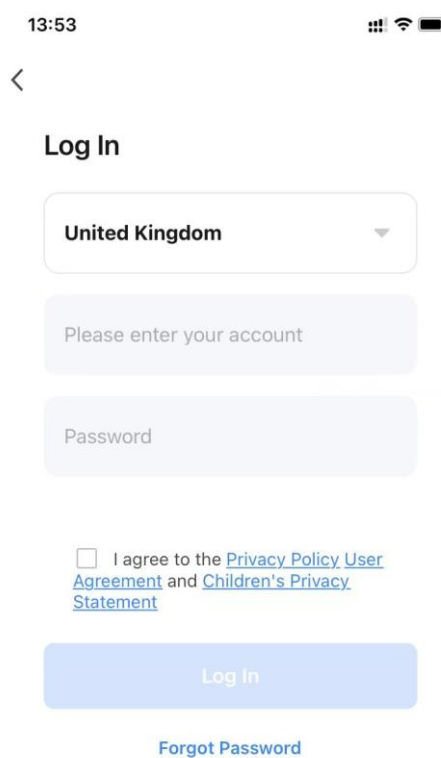 13:53
Log In
United Kingdom
Please enter your account
Password
I agree to the Privacy Policy User
Agreement and Children's Privacy
Statement
Log In
Forgot Password